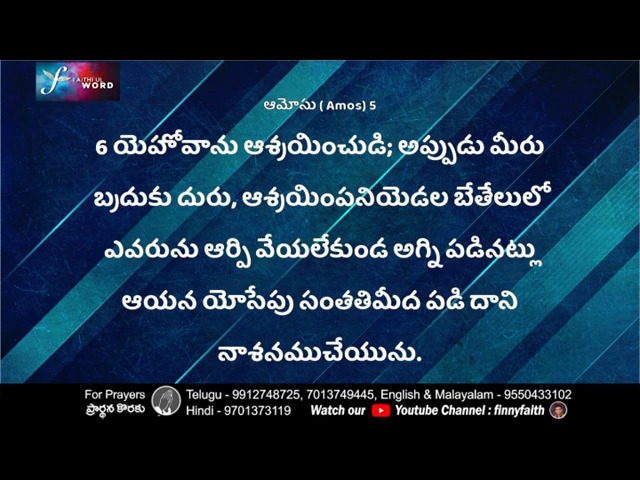 FAITHFUL
WORD
ఆమోసు ( Amos) 5
6 యెహోవాను ఆశ్రయించుడి; అప్పుడు మీరు
బ్రదుకు దురు, ఆశ్రయింపనియెడల బేతేలులో
ఎవరును ఆర్పి వేయలేకుండ అగ్ని పడినట్లు
ఆయన యోసేపు సంతతిమీద పడి దాని
నాశనముచేయును.
For Prayers Telugu - 9912748725, 7013749445, English & Malayalam - 9550433102
ప్రార్థన కొరకు Hindi - 9701373119 Watch our Youtube Channel : finnyfaith